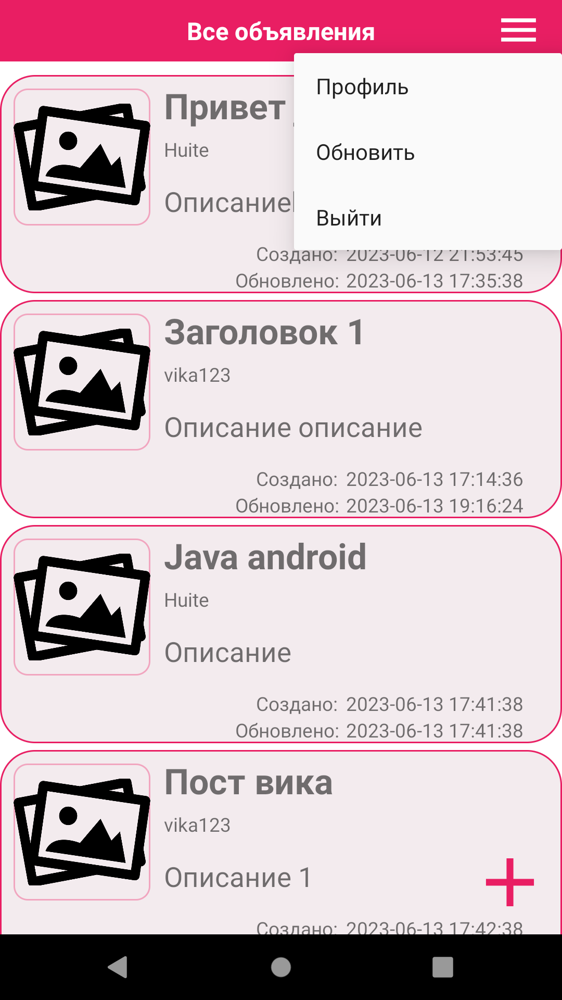 Все объявления
Профиль
Обновить
Выйти
Привет
Huite
Описание
Создано: 2023-06-12 21:53:45
Обновлено: 2023-06-13 17:35:38
Заголовок 1
vika123
Описание описание
Создано: 2023-06-13 17:14:36
Обновлено: 2023-06-13 19:16:24
Java android
Huite
Описание
Создано: 2023-06-13 17:41:38
Обновлено: 2023-06-13 17:41:38
Пост вика
vika123
Описание 1
Создано: 2023-06-13 17:42:38